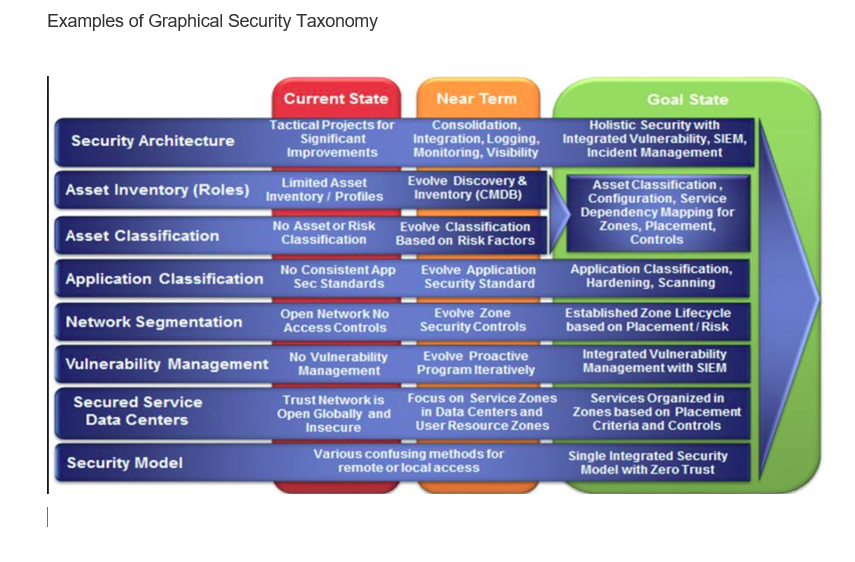 Examples of Graphical Security Taxonomy
Current State
Near Term
Goal State
Security Architecture
Tactical Projects for
Significant
Improvements
Consolidation,
Integration, Logging,
Monitoring, Visibility
Holistic Security with
Integrated Vulnerability, SIEM,
Incident Management
Asset Inventory (Roles)
Limited Asset
Inventory / Profiles
Evolve Discovery &
Inventory (CMDB)
Asset Classification ,
Configuration, Service
Dependency Mapping for
Zones, Placement,
Controls
Asset Classification
No Asset or Risk
Classification
Evolve Classification
Based on Risk Factors
Application Classification
No Consistent App
Sec Standards
Evolve Application
Security Standard
Application Classification,
Hardening, Scanning
Network Segmentation
Open Network No
Access Controls
Evolve Zone
Security Controls
Established Zone Lifecycle
based on Placement / Risk
Vulnerability Management
No Vulnerability
Management
Evolve Proactive
Program Iteratively
Integrated Vulnerability
Management with SIEM
Secured Service
Data Centers
Trust Network is
Open Globally and
Insecure
Focus on Service Zones
in Data Centers and
User Resource Zones
Services Organized in
Zones based on Placement
Criteria and Controls
Security Model
Various confusing methods for
remote or local access
Single Integrated Security
Model with Zero Trust